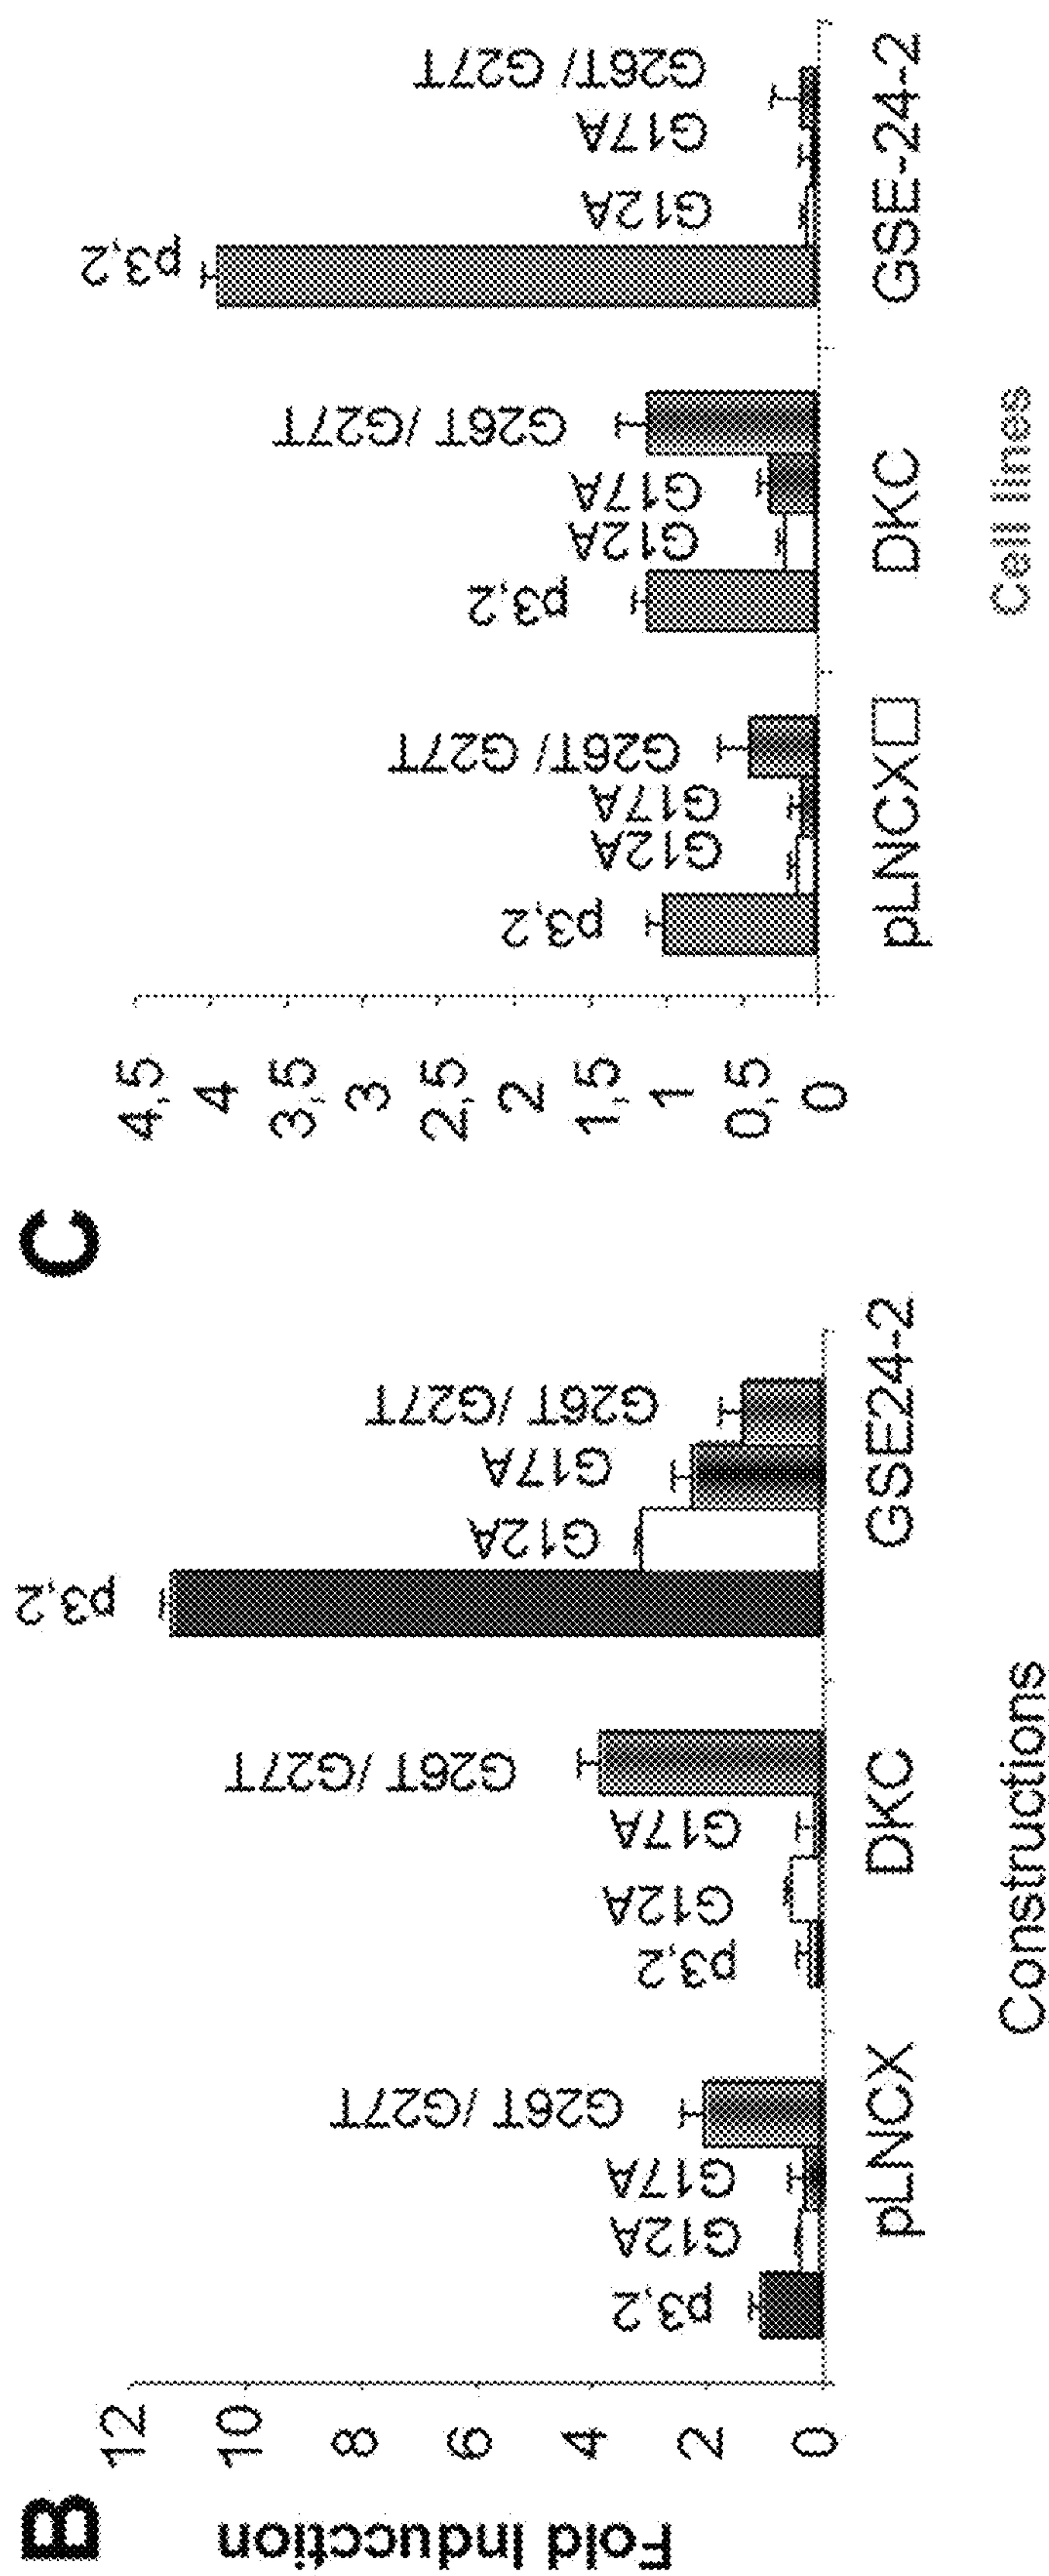 B
Fold Inducction
12
10
8
6
4
2
0
p3,2
G12A
G17A
G26T /G27T
p3,2
G12A
G17A
G26T /G27T
p3,2
G12A
G17A
G26T /G27T
pLNCX
DKC
GSE24-2
Constructions
C
4,5
4
3,5
3
2,5
2
1,5
1
0,5
0
p3,2
G12A
G17A
G26T/ G27T
p3,2
G12A
G17A
G26T /G27T
p3,2
G12A
G17A
G26T/ G27T
pLNCX□
DKC
GSE-24-2
Cell lines